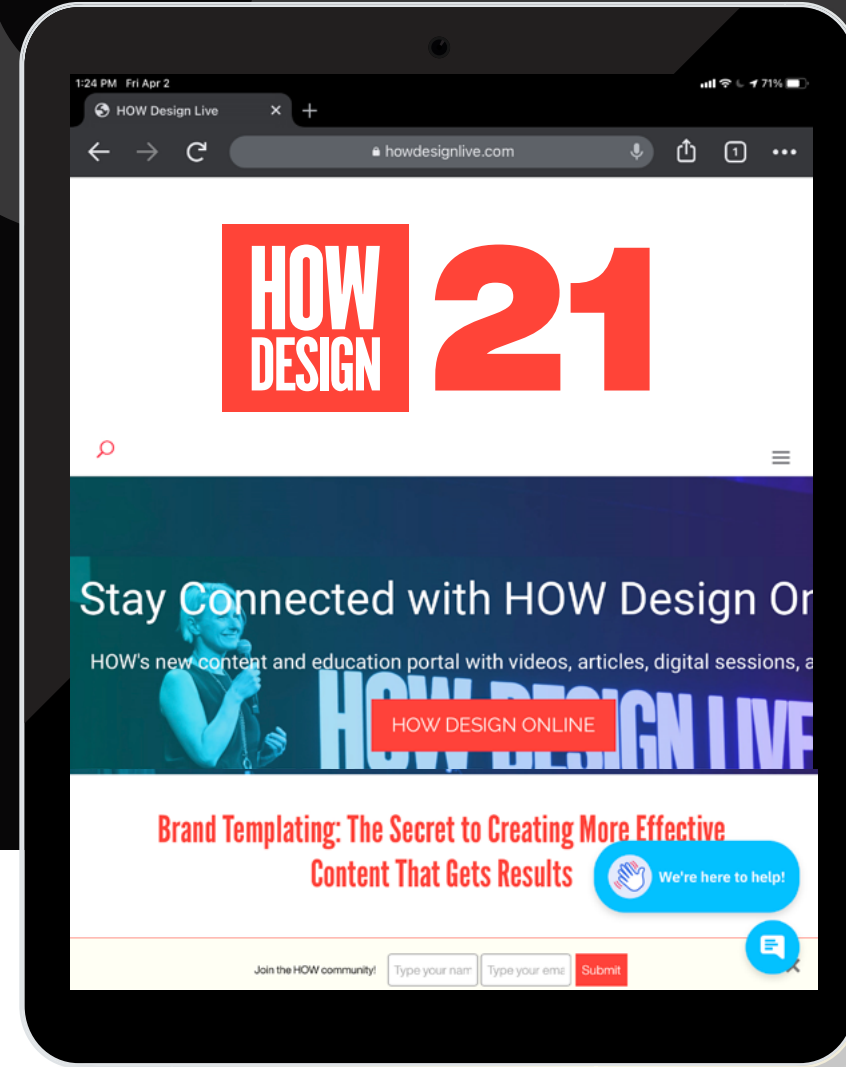 1:24 PM Fri Apr 2
71%
HOW Design Live
howdesignlive.com
1
HOW
DESIGN
21
Stay Connected with HOW Design On
HOW's new content and education portal with videos, articles, digital sessions, a
HOW DESIGN LIVE
HOW DESIGN ONLINE
Brand Templating: The Secret to Creating More Effective
Content That Gets Results
We're here to help!
Join the HOW community! Type your nam Type your ema Submit